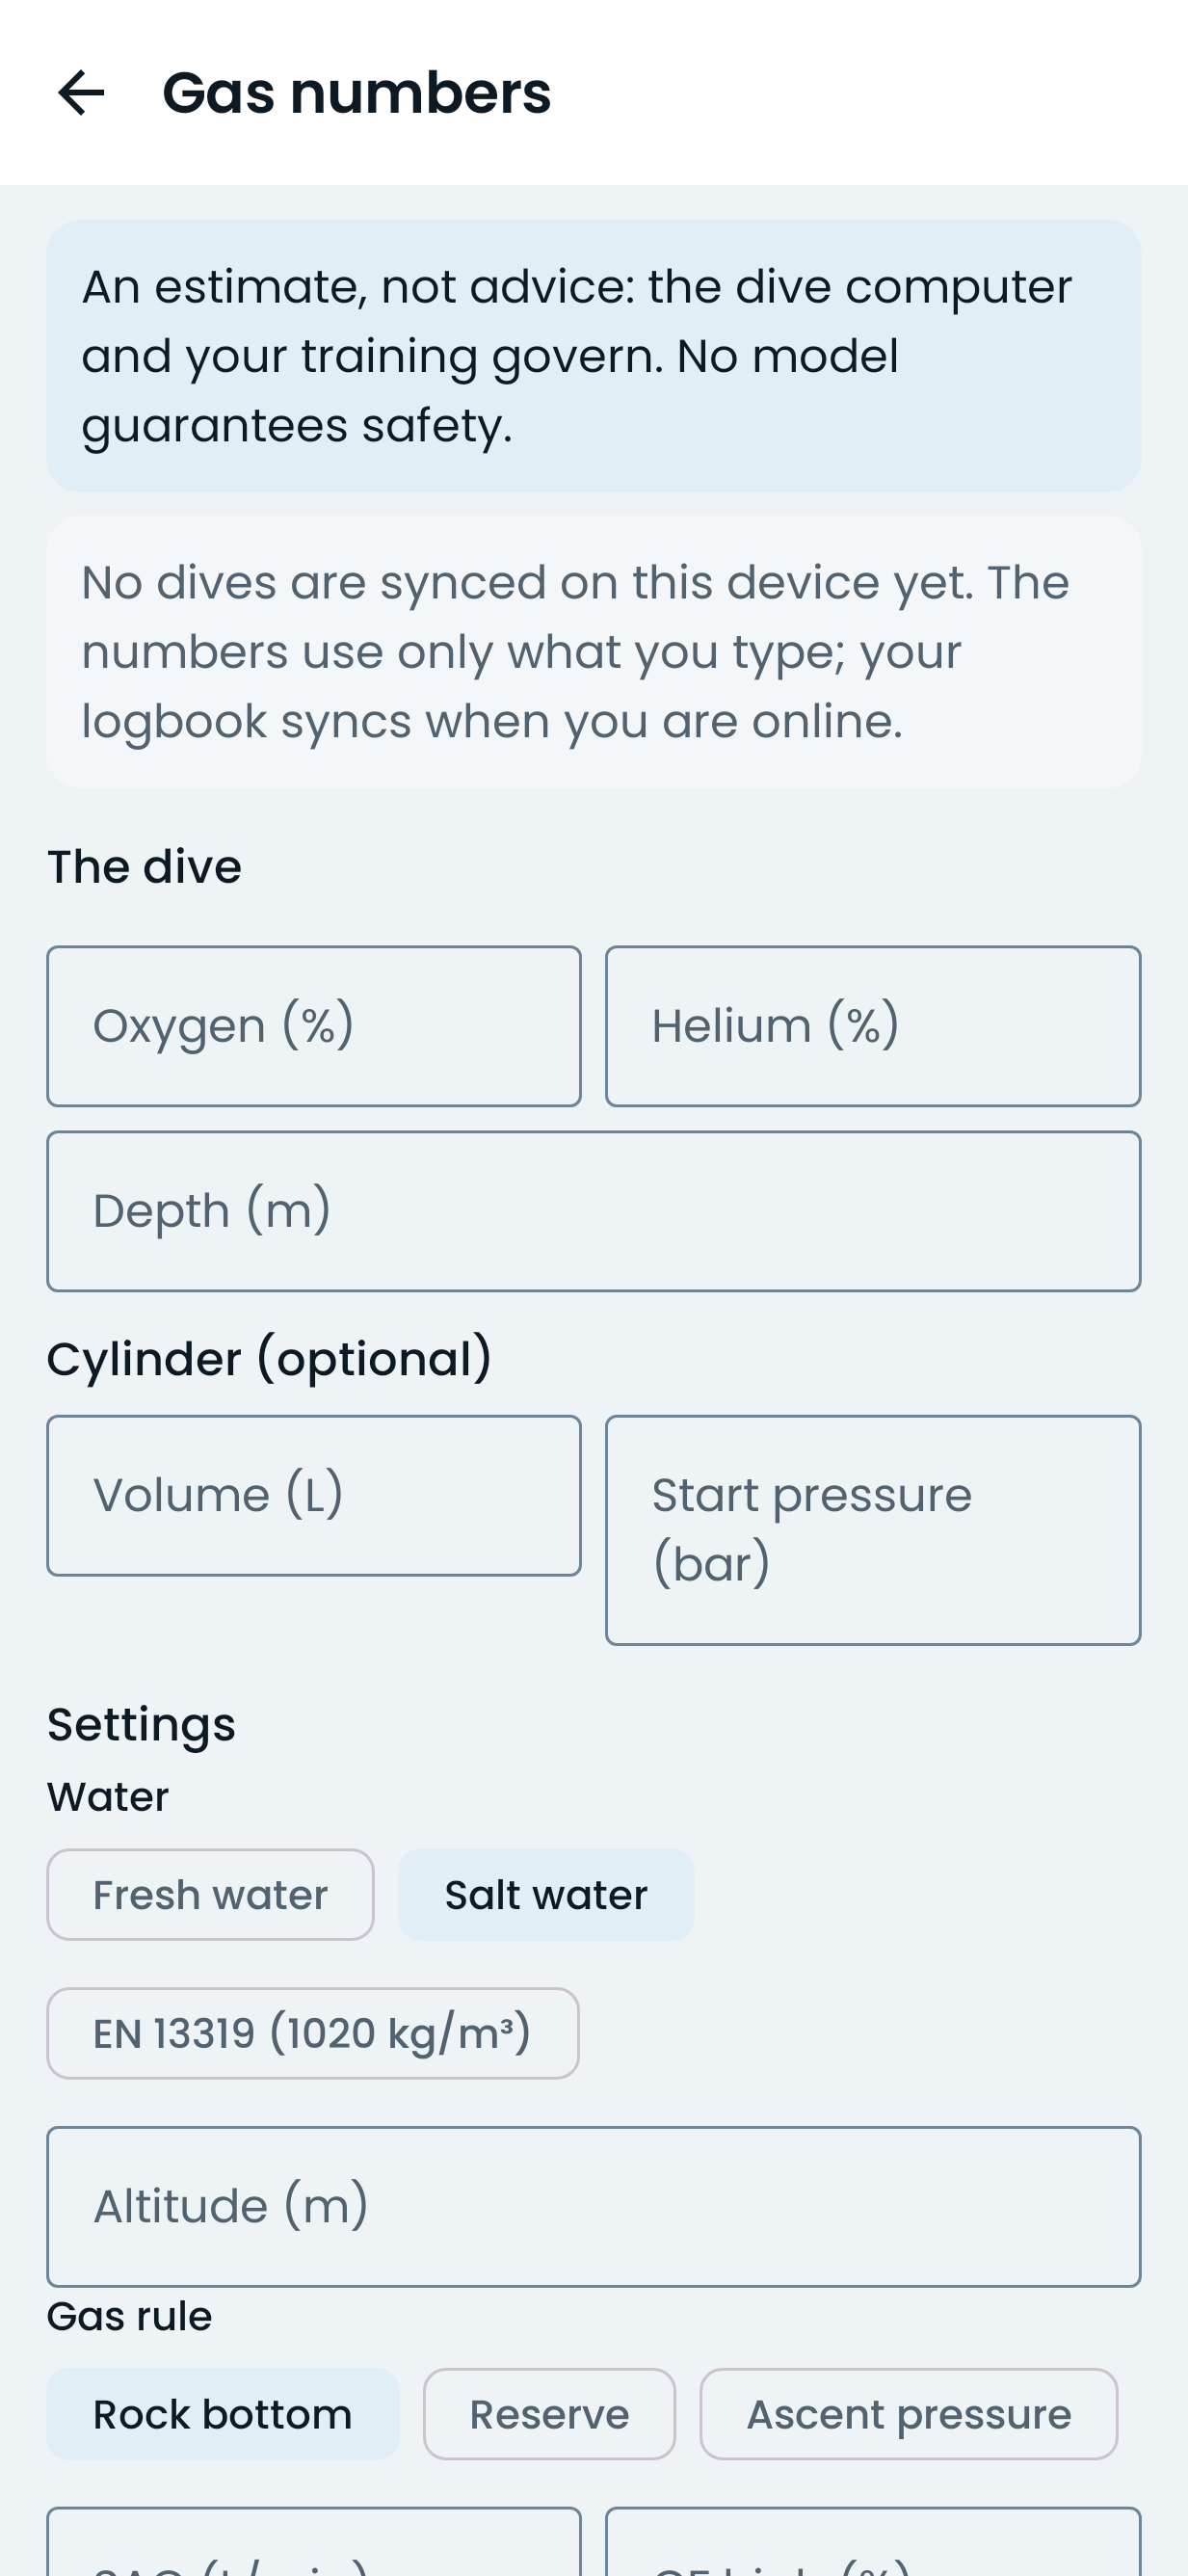 Gas numbers
An estimate, not advice: the dive computer
and your training govern. No model
guarantees safety.
No dives are synced on this device yet. The
numbers use only what you type; your
logbook syncs when you are online.
The dive
Oxygen (%)
Helium (%)
Depth (m)
Cylinder (optional)
Volume (L)
Start pressure
(bar)
Settings
Water
Fresh water
Salt water
EN 13319 (1020 kg/m³)
Altitude (m)
Gas rule
Rock bottom
Reserve
Ascent pressure